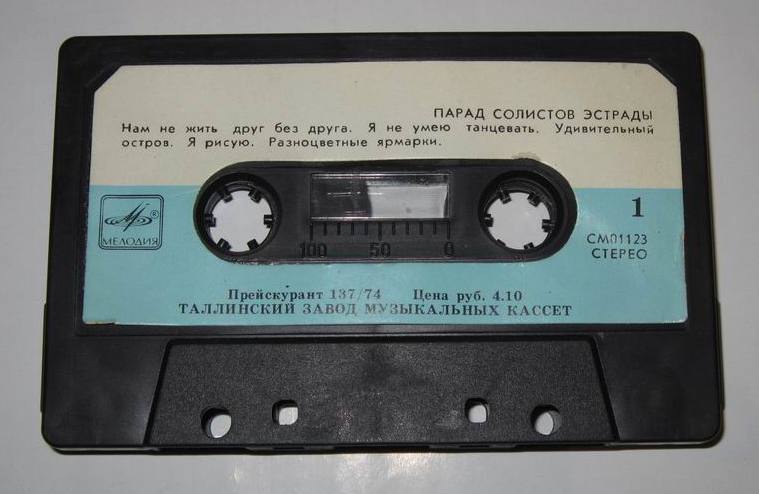 ПАРАД СОЛИСТОВ ЭСТРАДЫ
Нам не жить друг без друга. Я не умею танцевать. Удивительный
остров. Я рисую. Разноцветные ярмарки.
1
®
МЕЛОДИЯ
СМ01123
СТЕРЕО
100 50 0
Прейскурант 137/74 Цена руб. 4.10
ТАЛЛИНСКИЙ ЗАВОД МУЗЫКАЛЬНЫХ КАССЕТ